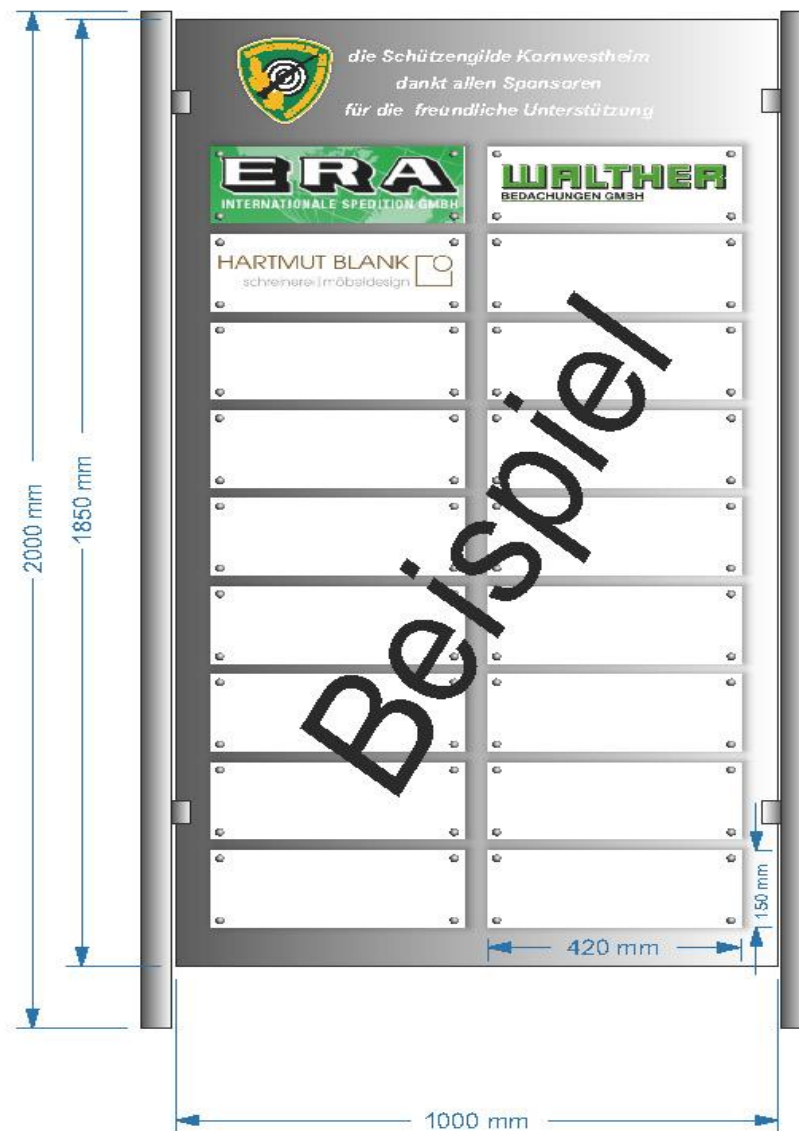 die Schützengilde Kornwestheim
dankt allen Sponsoren
für die freundliche Unterstützung
ERA
INTERNATIONALE SPEDITION GMBH
WALTHER
BEDACHUNGEN GMBH
HARTMUT BLANK
schreinerei|möbeldesign
Beispiel
2000 mm
1850 mm
150 mm
420 mm
1000 mm